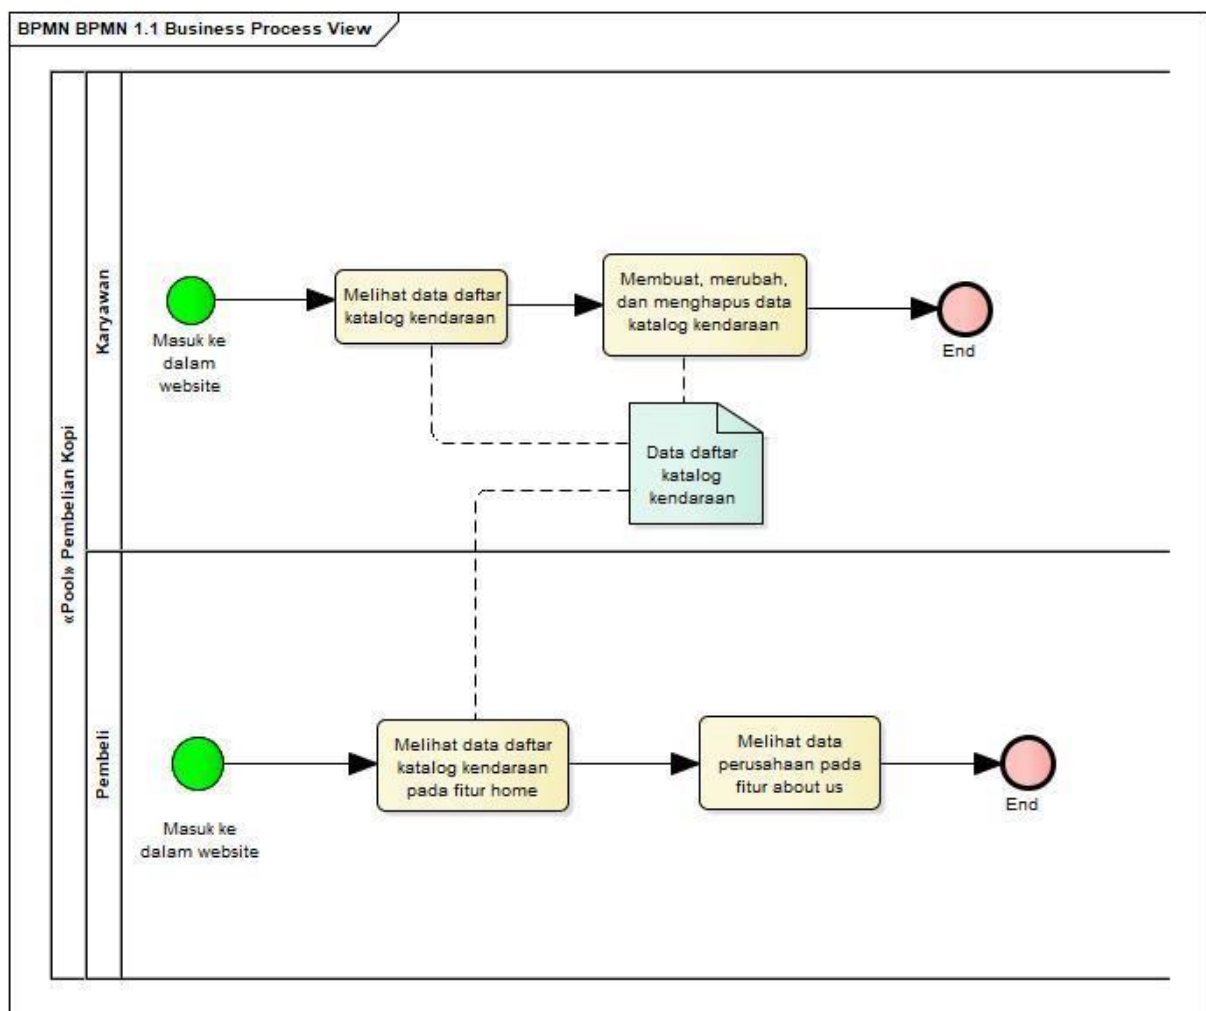 BPMN BPMN 1.1 Business Process View
«Pool» Pembelian Kopi
Karyawan
Masuk ke
dalam
website
Melihat data daftar
katalog kendaraan
Membuat, merubah,
dan menghapus data
katalog kendaraan
End
Data daftar
katalog
kendaraan
Pembeli
Masuk ke
dalam website
Melihat data daftar
katalog kendaraan
pada fitur home
Melihat data
perusahaan pada
fitur about us
End